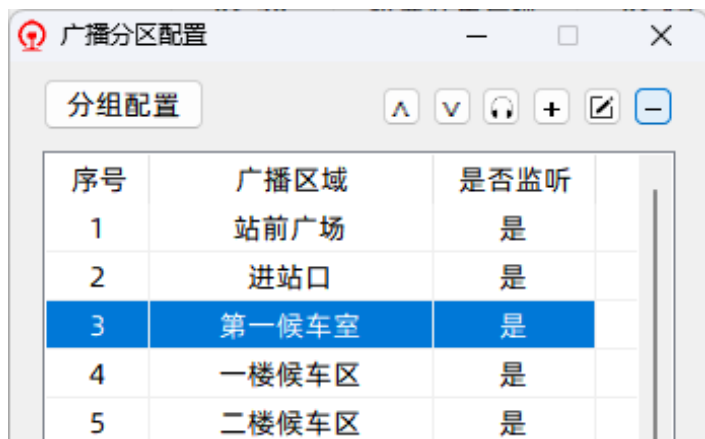 广播分区配置
分组配置
序号 广播区域 是否监听
1 站前广场 是
2 进站口 是
3 第一候车室 是
4 一楼候车区 是
5 二楼候车区 是